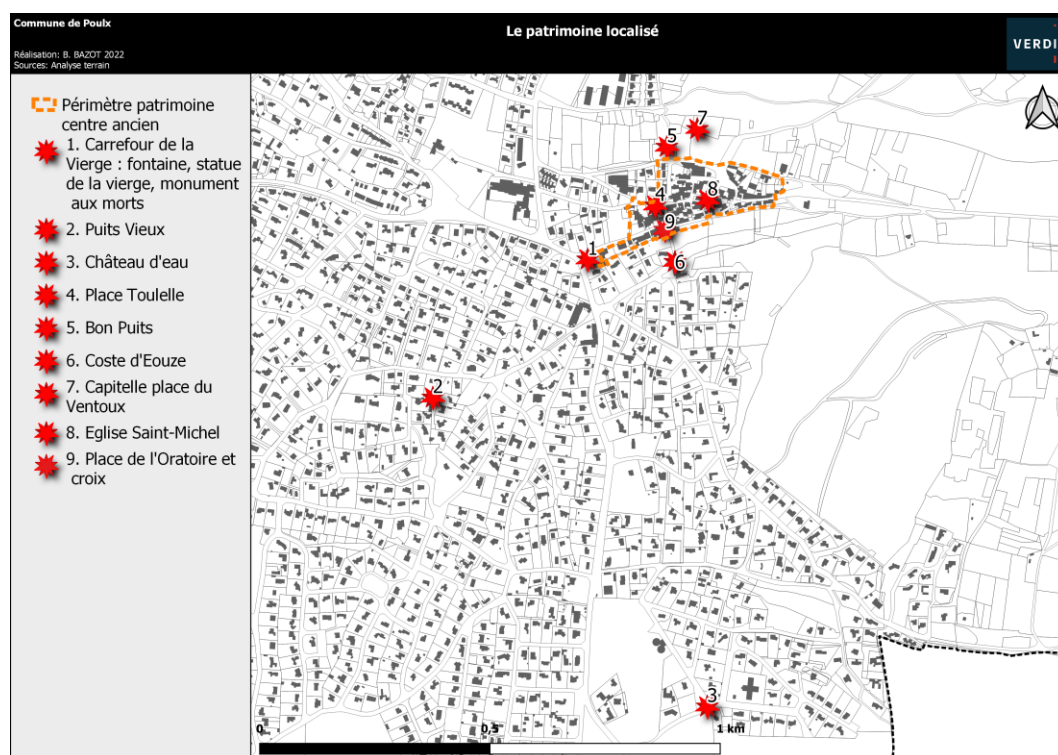 Commune de Poulx
Réalisation: B. BAZOT 2022
Sources: Analyse terrain
Le patrimoine localisé
VERDI
Périmètre patrimoine
centre ancien
1. Carrefour de la
Vierge : fontaine, statue
de la vierge, monument
aux morts
2. Puits Vieux
3. Château d'eau
4. Place Toulelle
5. Bon Puits
6. Coste d'Eouze
7. Capitelle place du
Ventoux
8. Eglise Saint-Michel
9. Place de l'Oratoire et
croix
7
5
8
4
9
1
6
2
3
0
0,5
1 km